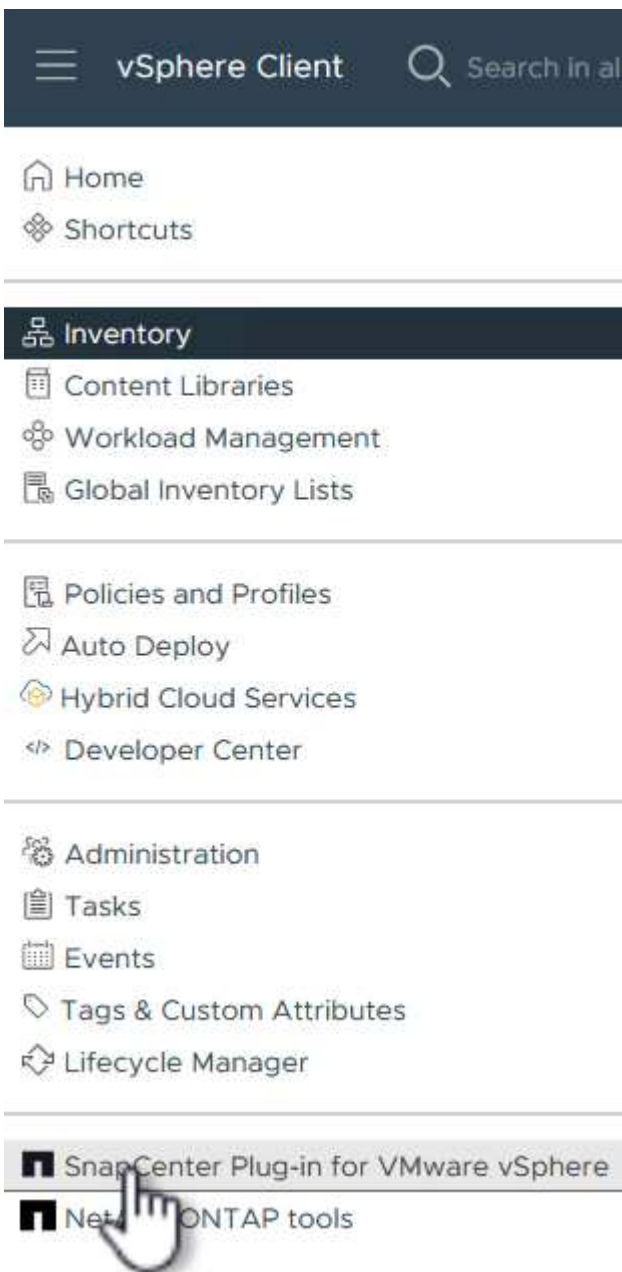 vSphere Client
Search in al
Home
Shortcuts
Inventory
Content Libraries
Workload Management
Global Inventory Lists
Policies and Profiles
Auto Deploy
Hybrid Cloud Services
Developer Center
Administration
Tasks
Events
Tags & Custom Attributes
Lifecycle Manager
SnapCenter Plug-in for VMware vSphere
ONTAP tools